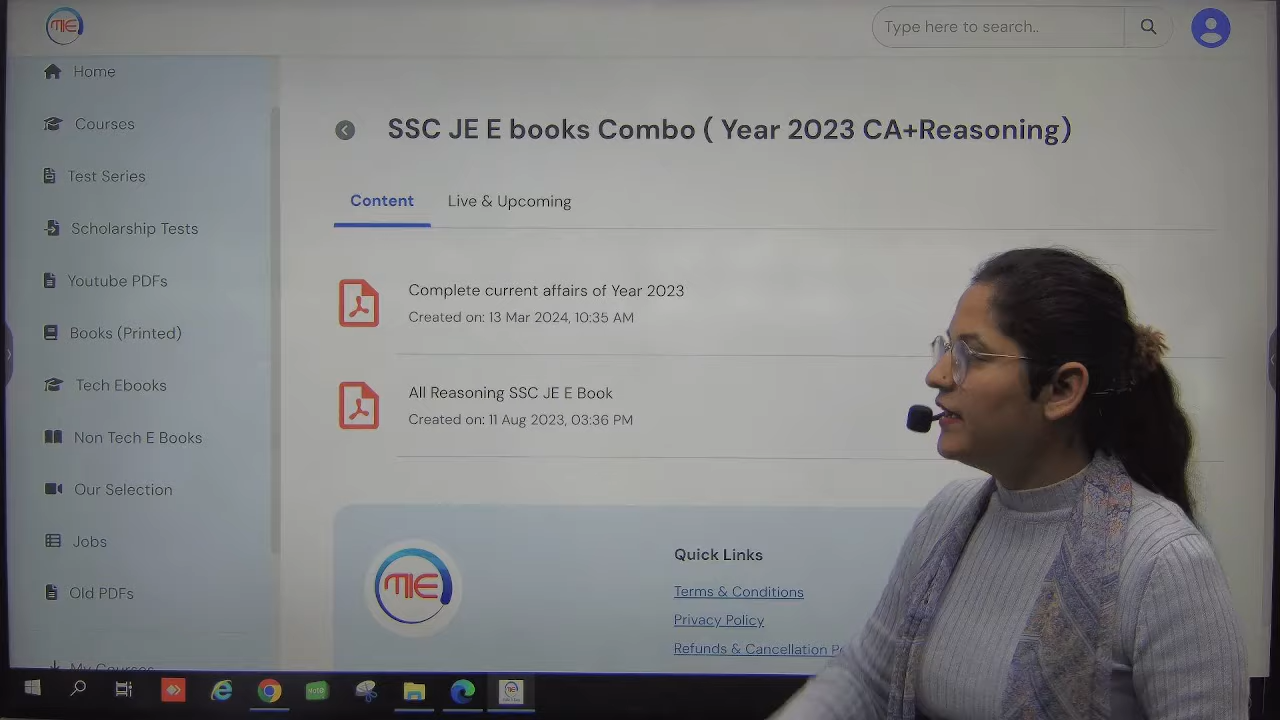 MIE
Type here to search..
Home
Courses
Test Series
Scholarship Tests
Youtube PDFs
Books (Printed)
Tech Ebooks
Non Tech E Books
Our Selection
Jobs
Old PDFs
My Courses
SSC JE E books Combo ( Year 2023 CA+Reasoning)
Content
Live & Upcoming
Complete current affairs of Year 2023
Created on: 13 Mar 2024, 10:35 AM
All Reasoning SSC JE E Book
Created on: 11 Aug 2023, 03:36 PM
MIE
Quick Links
Terms & Conditions
Privacy Policy
Refunds & Cancellation